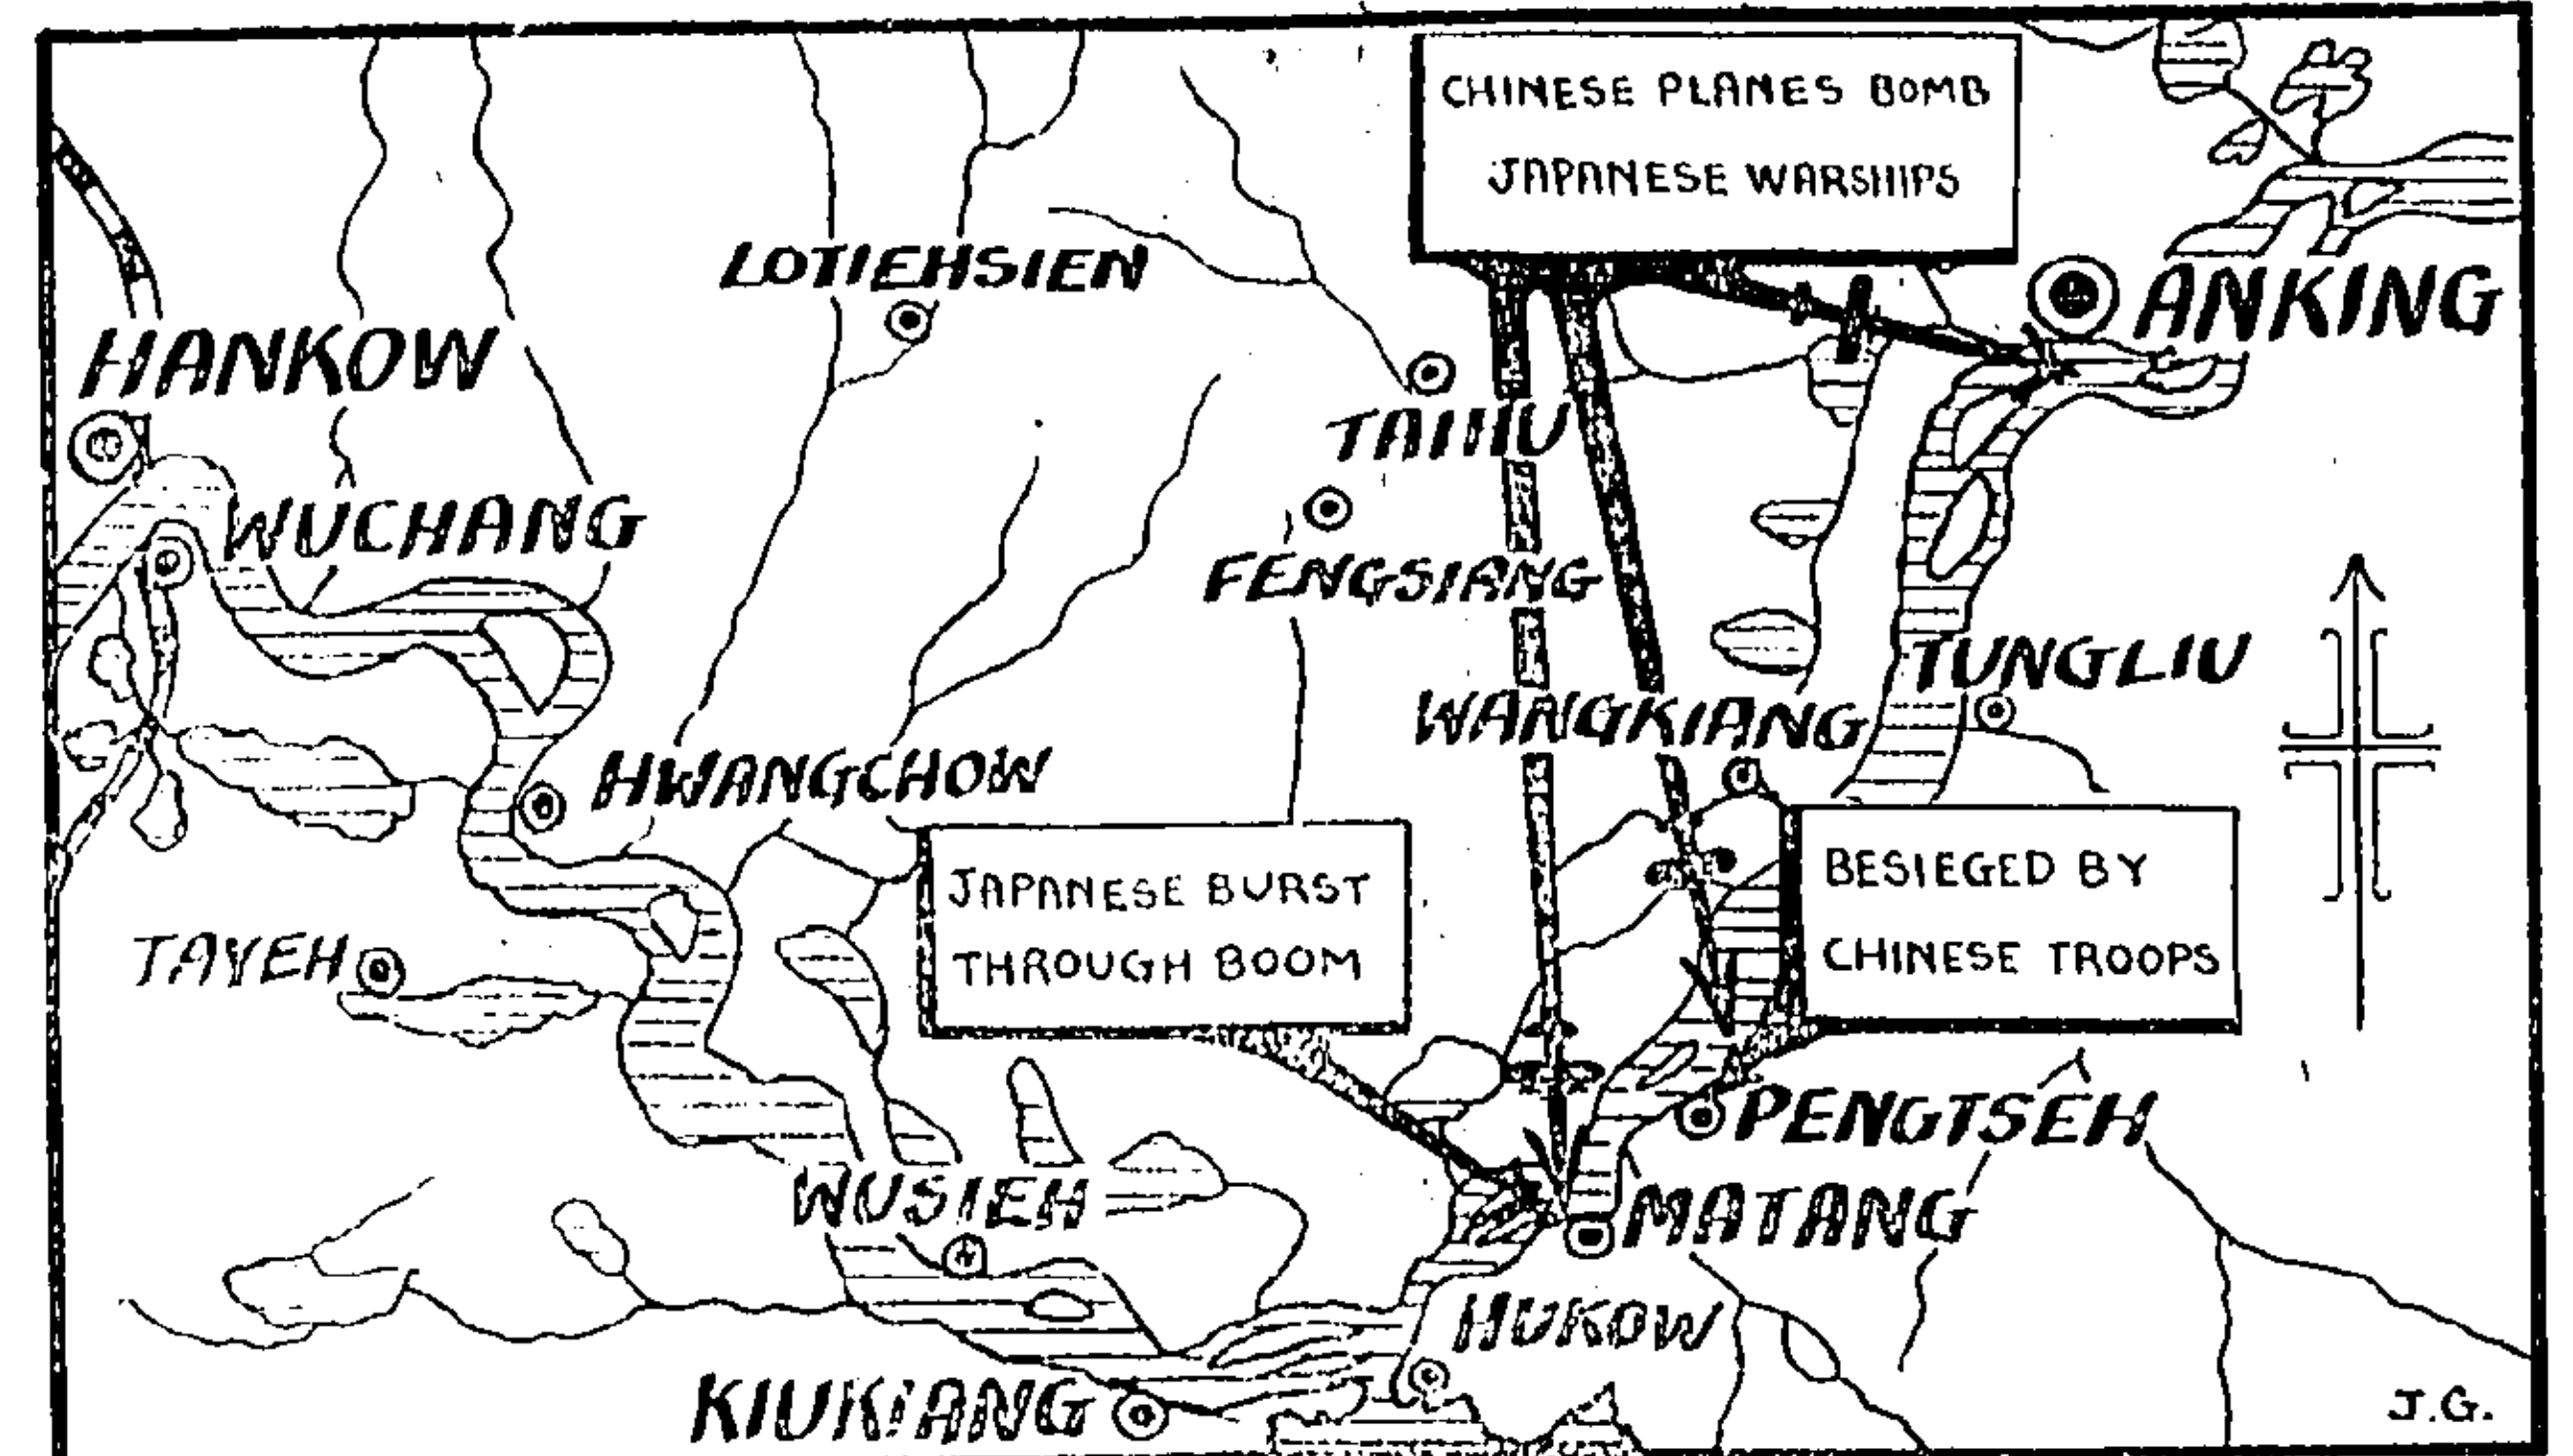 CHINESE PLANES BOMB
JAPANESE WARSHIPS
LOTIEHSIEN
ANKING
HANKOW
TAIHU
WUCHANG
FENGSIANG
TUNGLIU
WANGKIANG
HWANGCHOW
JAPANESE BURST
THROUGH BOOM
BESIEGED BY
CHINESE TROOPS
TAYEH
PENGTSEH
WUSIEH
MATANG
HUKOW
KIUKIANG
J.G.